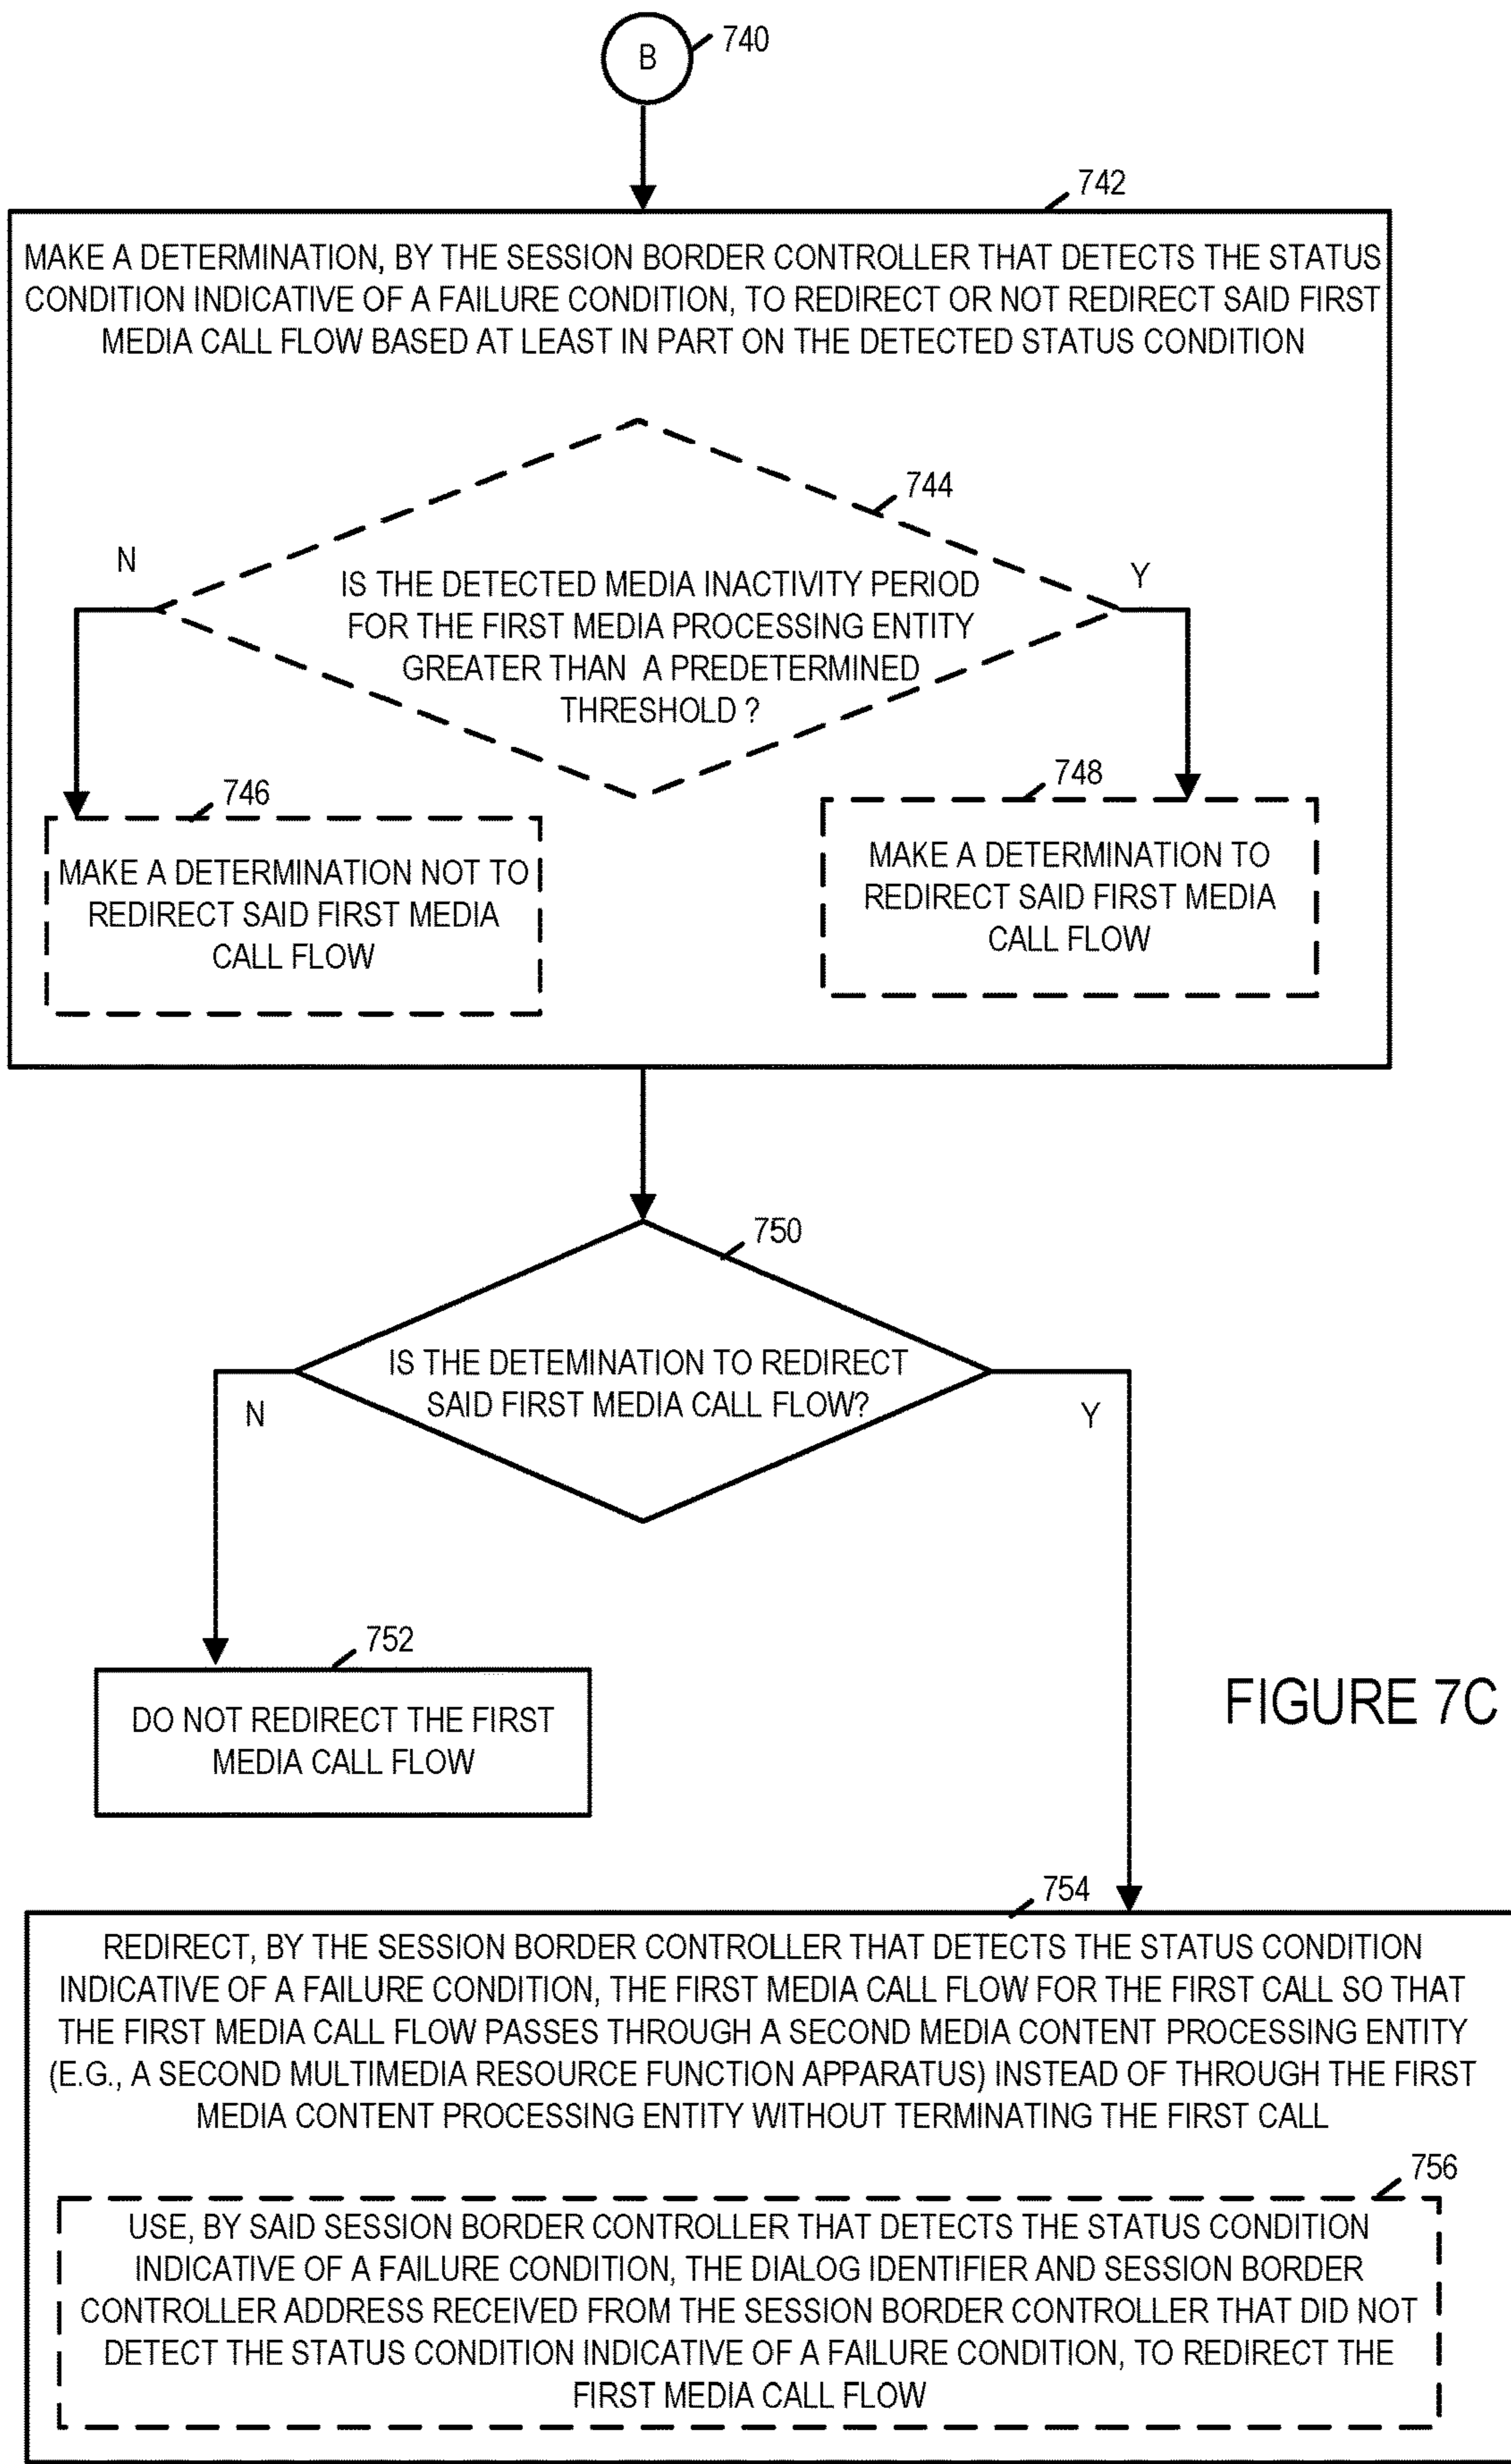 B
740
742
MAKE A DETERMINATION, BY THE SESSION BORDER CONTROLLER THAT DETECTS THE STATUS
CONDITION INDICATIVE OF A FAILURE CONDITION, TO REDIRECT OR NOT REDIRECT SAID FIRST
MEDIA CALL FLOW BASED AT LEAST IN PART ON THE DETECTED STATUS CONDITION
744
N
Y
IS THE DETECTED MEDIA INACTIVITY PERIOD
FOR THE FIRST MEDIA PROCESSING ENTITY
GREATER THAN A PREDETERMINED
THRESHOLD ?
746
MAKE A DETERMINATION NOT TO
REDIRECT SAID FIRST MEDIA
CALL FLOW
748
MAKE A DETERMINATION TO
REDIRECT SAID FIRST MEDIA
CALL FLOW
750
IS THE DETEMINATION TO REDIRECT
SAID FIRST MEDIA CALL FLOW?
N
Y
752
DO NOT REDIRECT THE FIRST
MEDIA CALL FLOW
FIGURE 7C
754
REDIRECT, BY THE SESSION BORDER CONTROLLER THAT DETECTS THE STATUS CONDITION
INDICATIVE OF A FAILURE CONDITION, THE FIRST MEDIA CALL FLOW FOR THE FIRST CALL SO THAT
THE FIRST MEDIA CALL FLOW PASSES THROUGH A SECOND MEDIA CONTENT PROCESSING ENTITY
(E.G., A SECOND MULTIMEDIA RESOURCE FUNCTION APPARATUS) INSTEAD OF THROUGH THE FIRST
MEDIA CONTENT PROCESSING ENTITY WITHOUT TERMINATING THE FIRST CALL
756
USE, BY SAID SESSION BORDER CONTROLLER THAT DETECTS THE STATUS CONDITION
INDICATIVE OF A FAILURE CONDITION, THE DIALOG IDENTIFIER AND SESSION BORDER
CONTROLLER ADDRESS RECEIVED FROM THE SESSION BORDER CONTROLLER THAT DID NOT
DETECT THE STATUS CONDITION INDICATIVE OF A FAILURE CONDITION, TO REDIRECT THE
FIRST MEDIA CALL FLOW